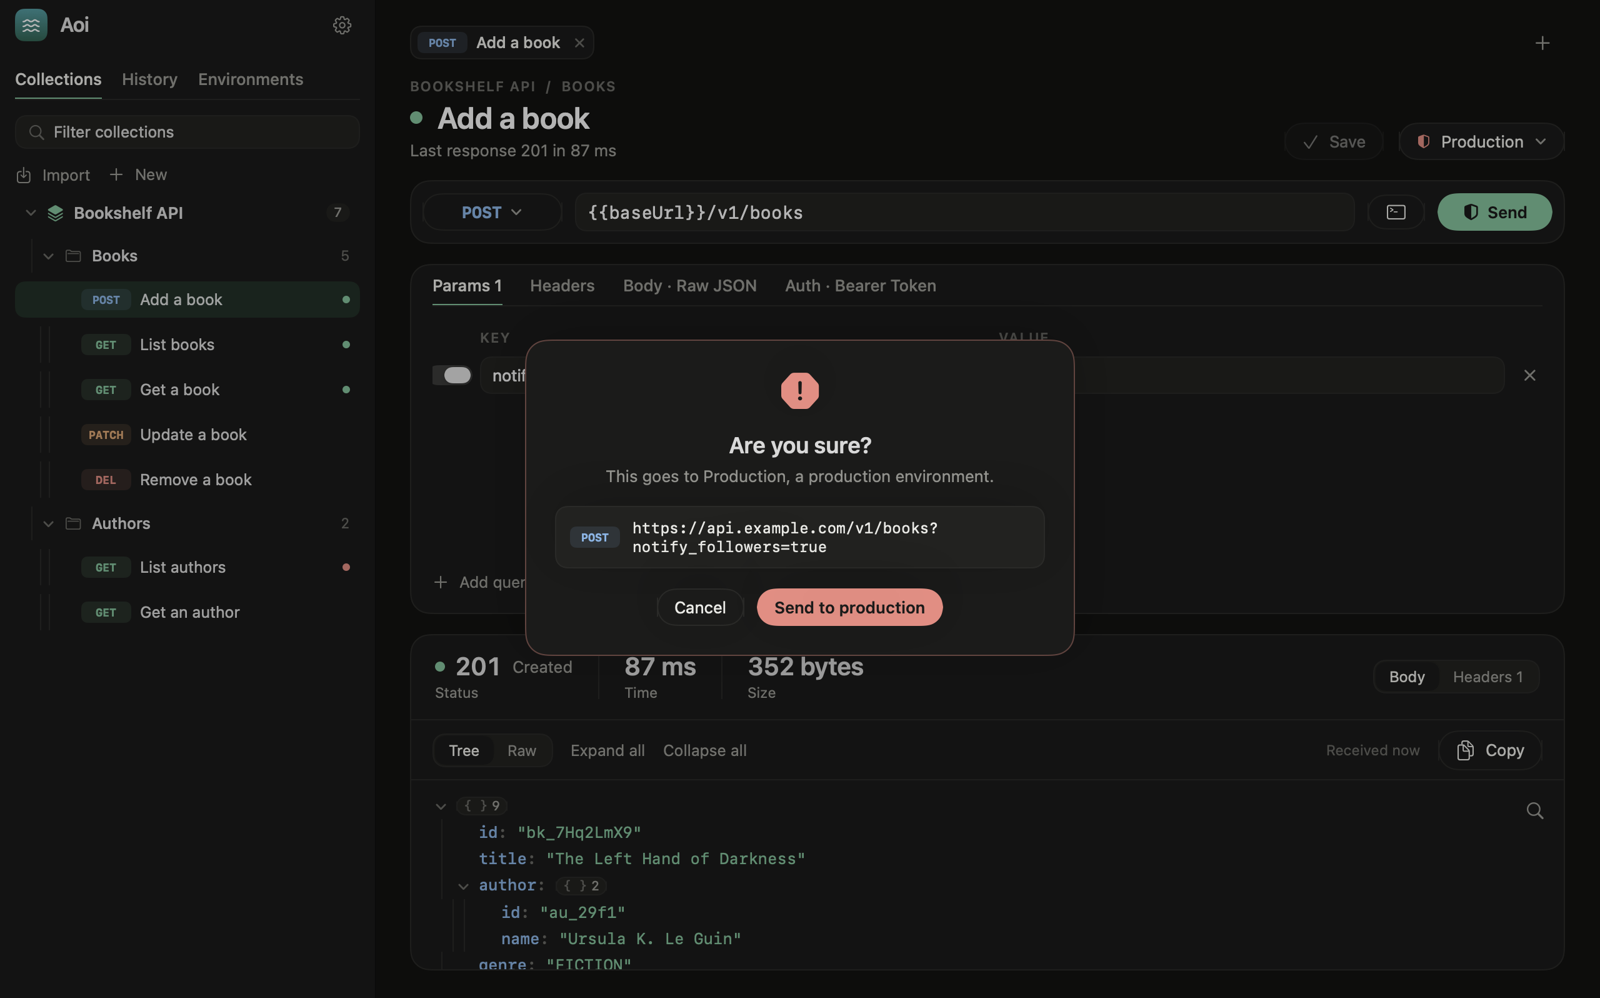 Aoi
Collections History Environments
Filter collections
Import New
Bookshelf API 7
Books 5
POST Add a book
GET List books
GET Get a book
PATCH Update a book
DEL Remove a book
Authors 2
GET List authors
GET Get an author
POST Add a book
BOOKSHELF API / BOOKS
Add a book
Last response 201 in 87 ms
Save
Production
POST
{{baseUrl}}/v1/books
Send
Params 1 Headers Body · Raw JSON Auth · Bearer Token
KEY VALUE
Are you sure?
This goes to Production, a production environment.
POST
https://api.example.com/v1/books?
notify_followers=true
Cancel
Send to production
201 Created
Status
87 ms
Time
352 bytes
Size
Body Headers 1
Tree Raw Expand all Collapse all
Received now
Copy
{ } 9
id: "bk_7Hq2LmX9"
title: "The Left Hand of Darkness"
author: { } 2
id: "au_29f1"
name: "Ursula K. Le Guin"
genre: "FICTION"